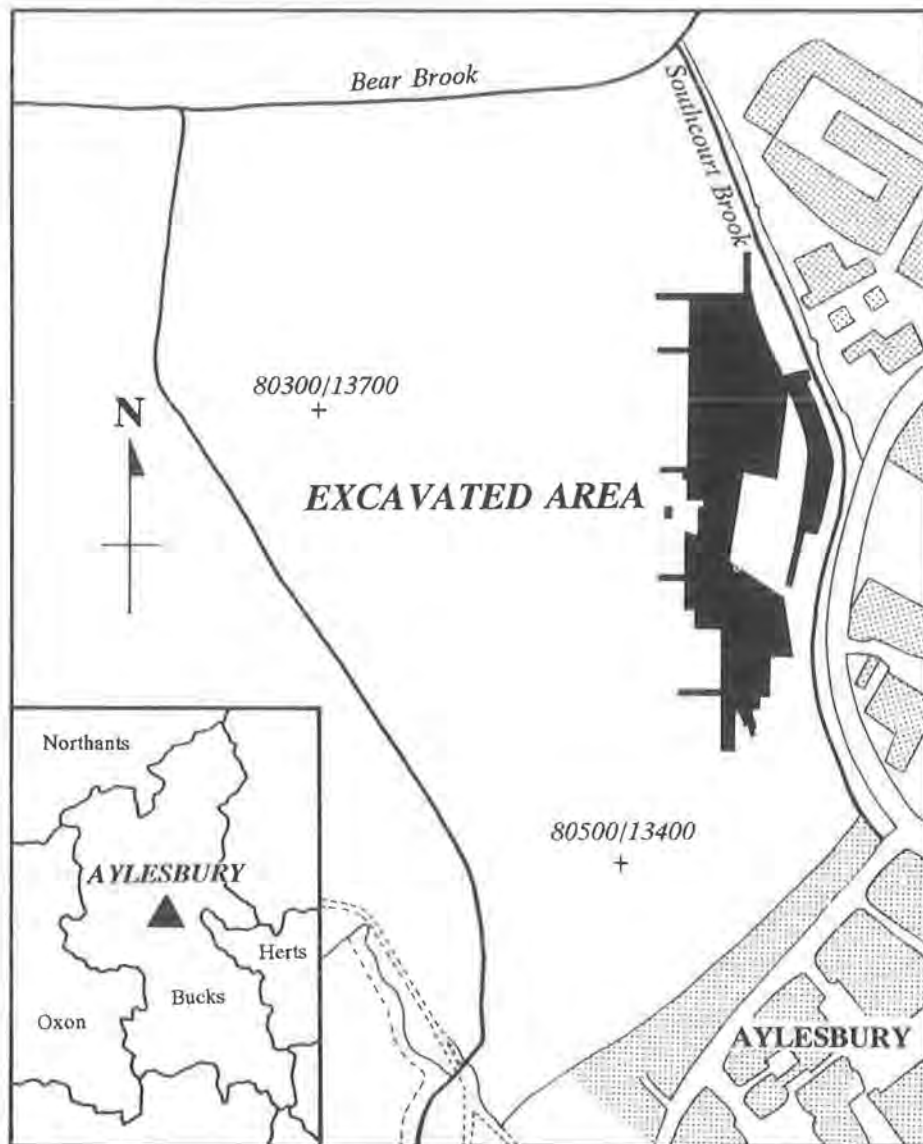 Bear Brook
Southcourt Brook
80300/13700
N
EXCAVATED AREA
80500/13400
Northants
AYLESBURY
Herts
Bucks
Oxon
AYLESBURY